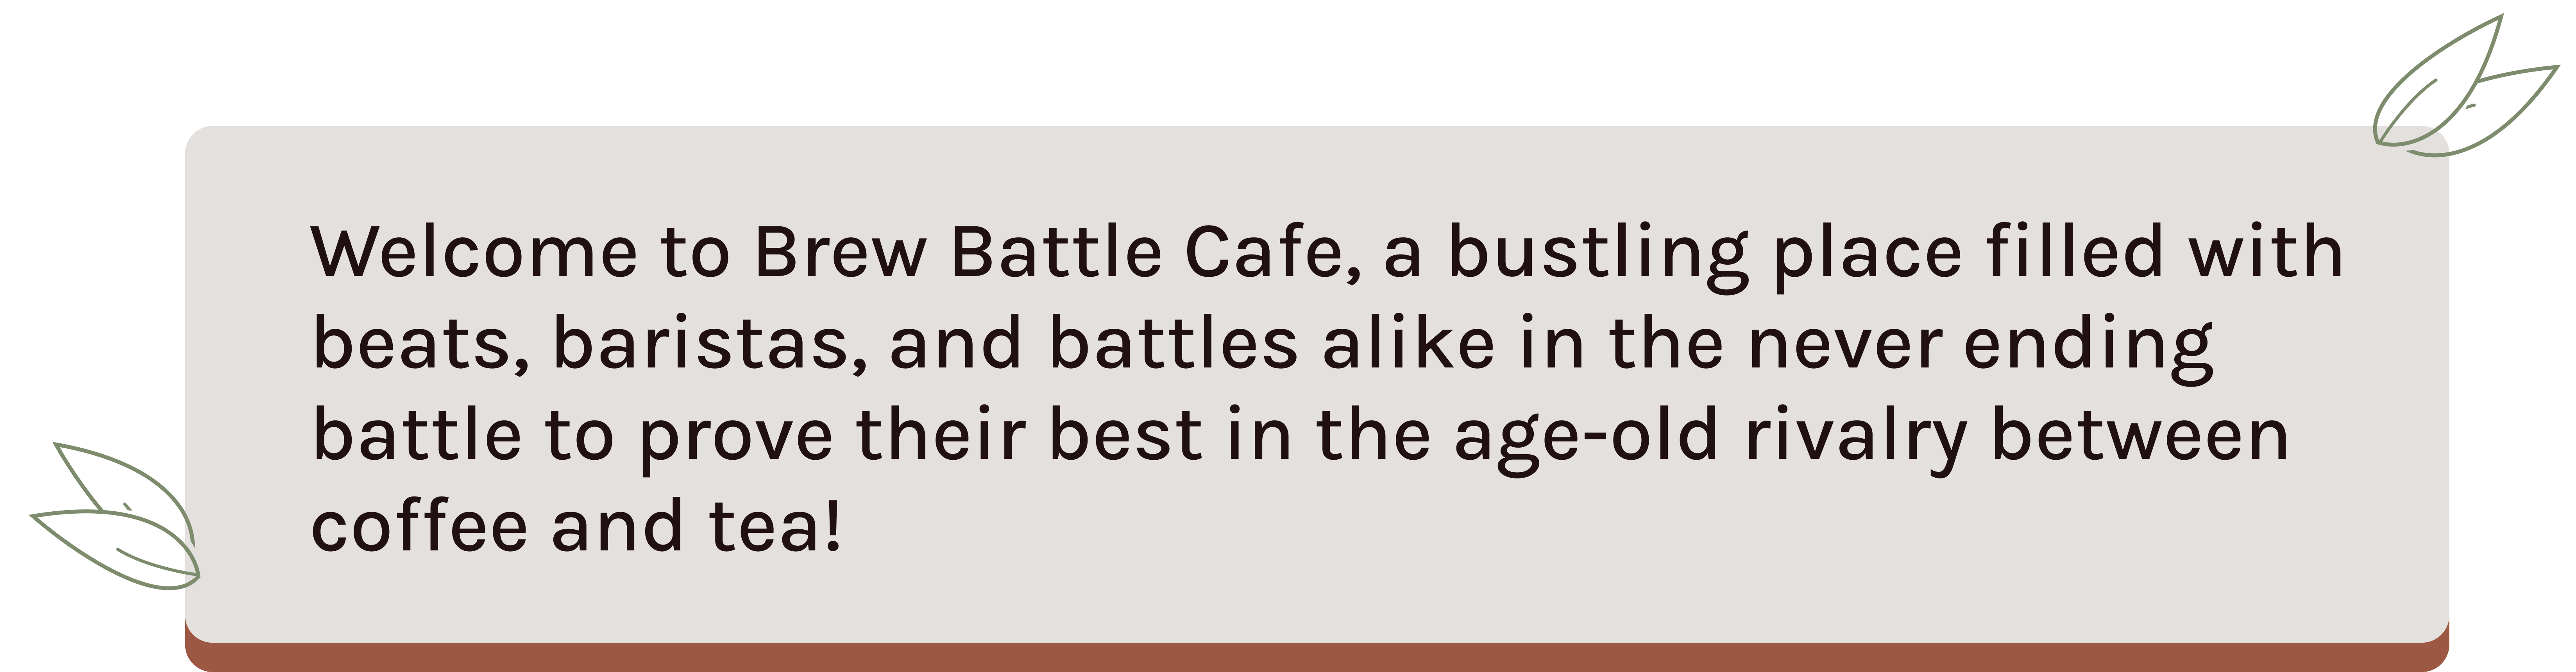 Welcome to Brew Battle Cafe, a bustling place filled with
beats, baristas, and battles alike in the never ending
battle to prove their best in the age-old rivalry between
coffee and tea!